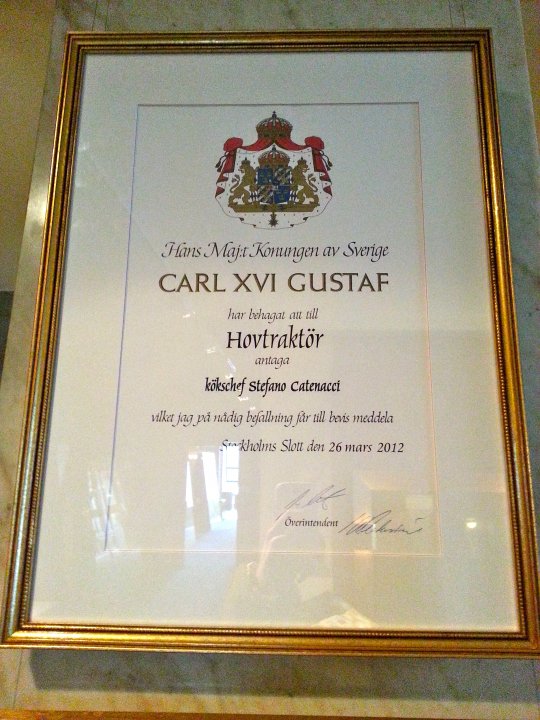 Hans Maj:t Konungen av Sverige
CARL XVI GUSTAF
har behagat att till
Hovtraktör
antaga
kökschef Stefano Catenacci
vilket jag på nådig befallning får till bevis meddela
Stockholms Slott den 26 mars 2012
Överintendent